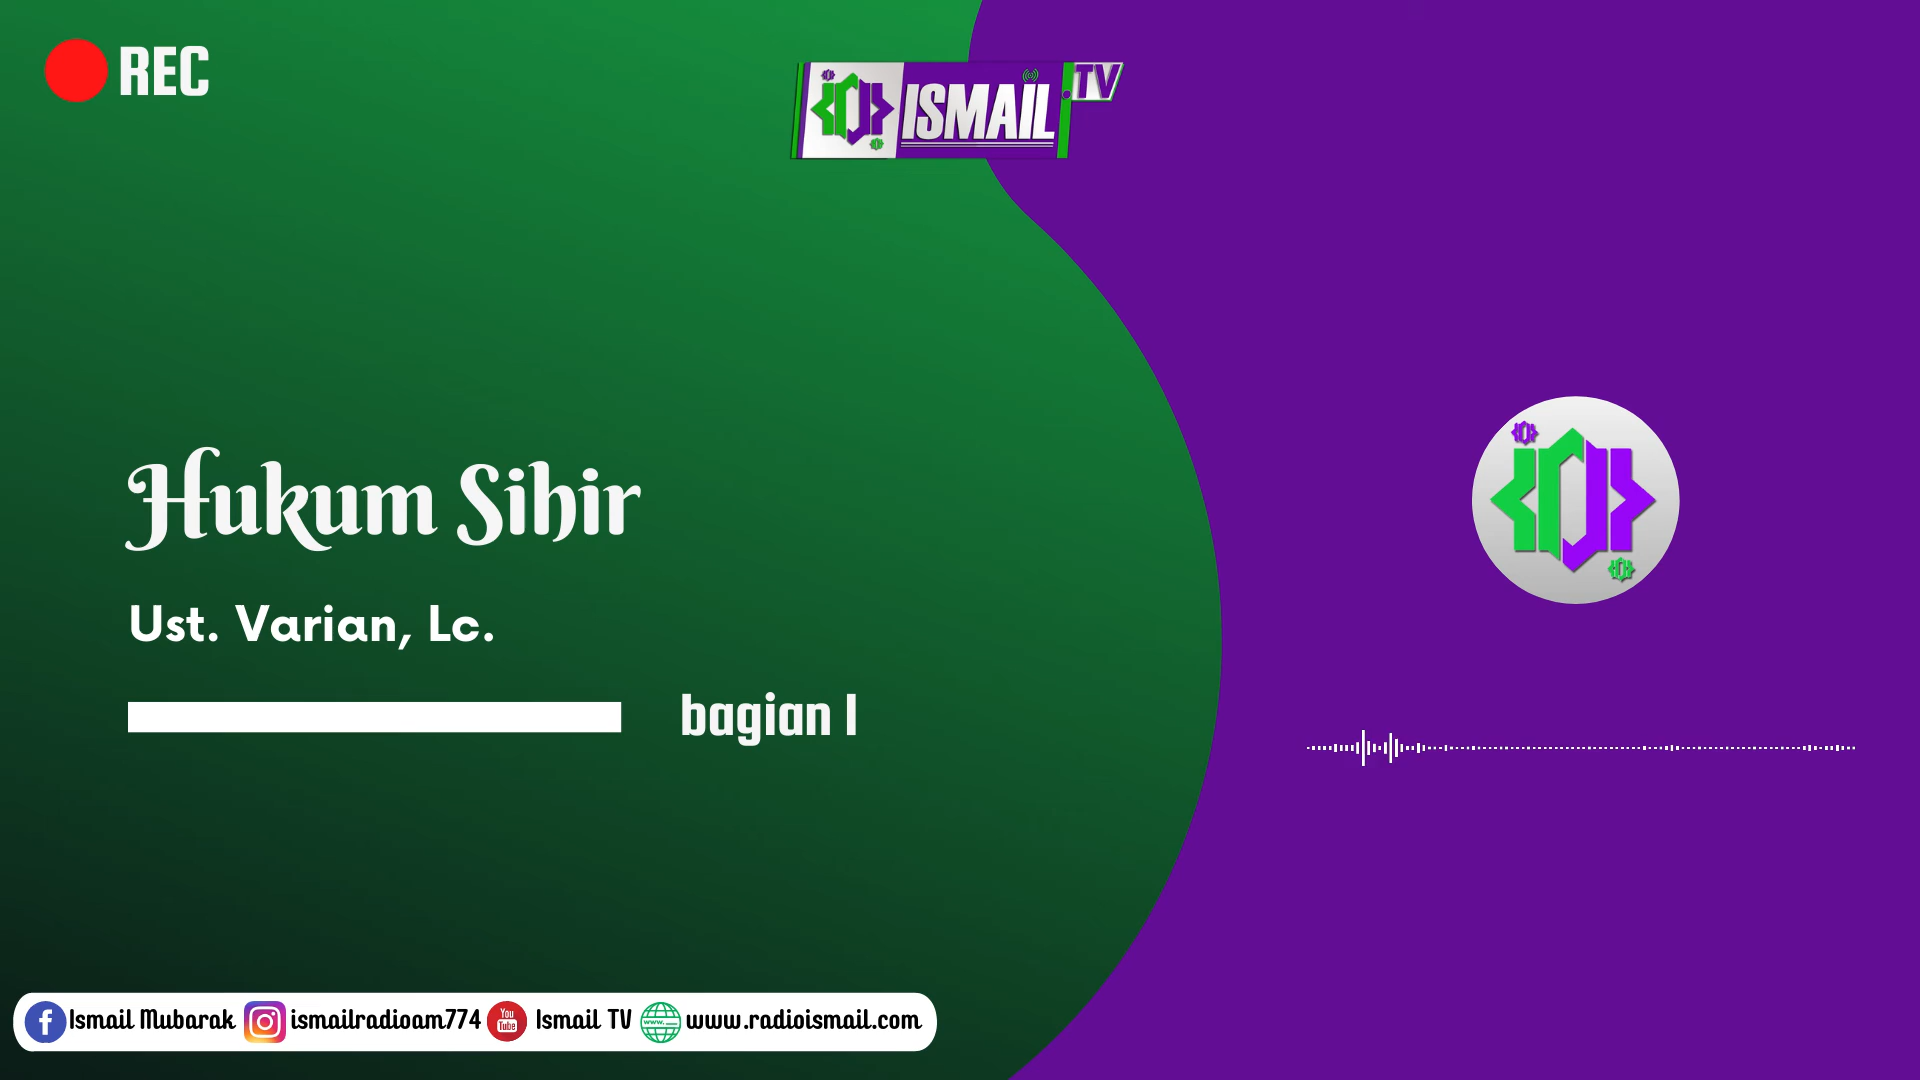 REC
ISMAIL.TV
Hukum Sihir
Ust. Varian, Lc.
bagian I
Ismail Mubarak ismailradioam774 You Tube Ismail TV www. www.radioismail.com